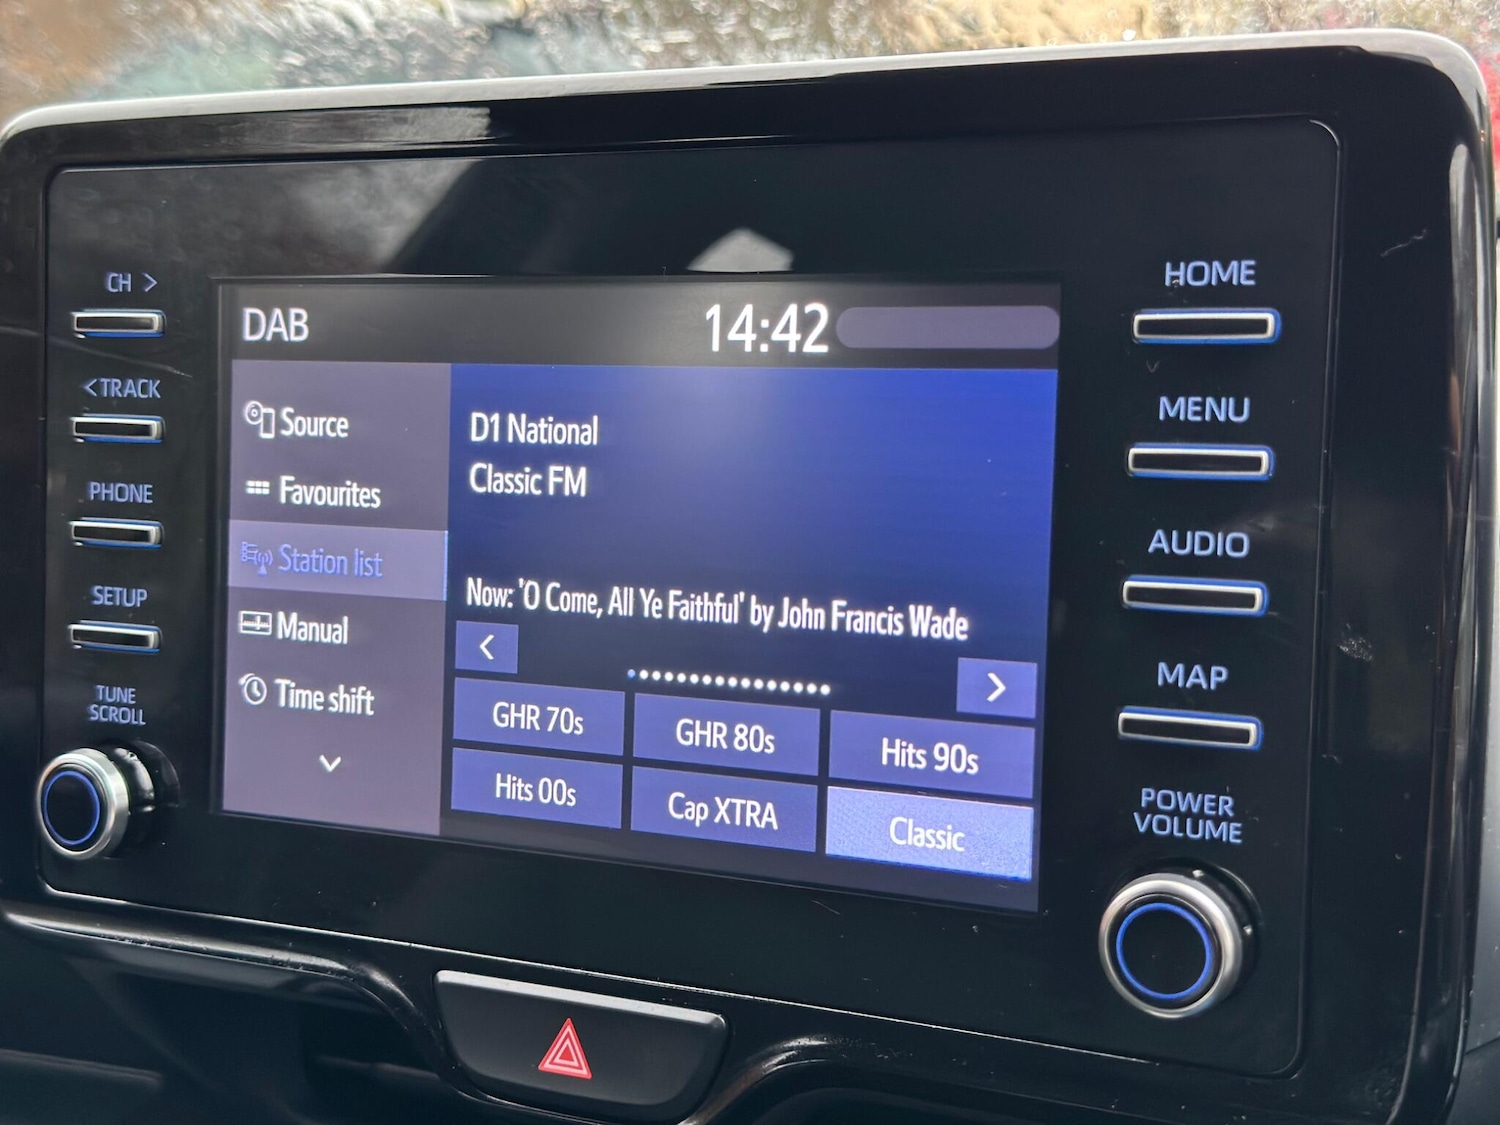 CH >
<TRACK
PHONE
SETUP
TUNE
SCROLL
DAB
14:42
Source
Favourites
Station list
Manual
Time shift
D1 National
Classic FM
Now: 'O Come, All Ye Faithful' by John Francis Wade
<
>
GHR 70s
GHR 80s
Hits 90s
Hits 00s
Cap XTRA
Classic
HOME
MENU
AUDIO
MAP
POWER
VOLUME